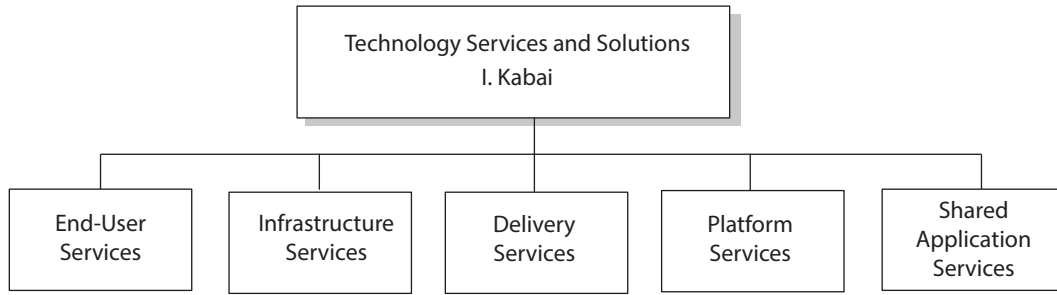 Technology Services and Solutions
I. Kabai
End-User
Services
Infrastructure
Services
Delivery
Services
Platform
Services
Shared
Application
Services